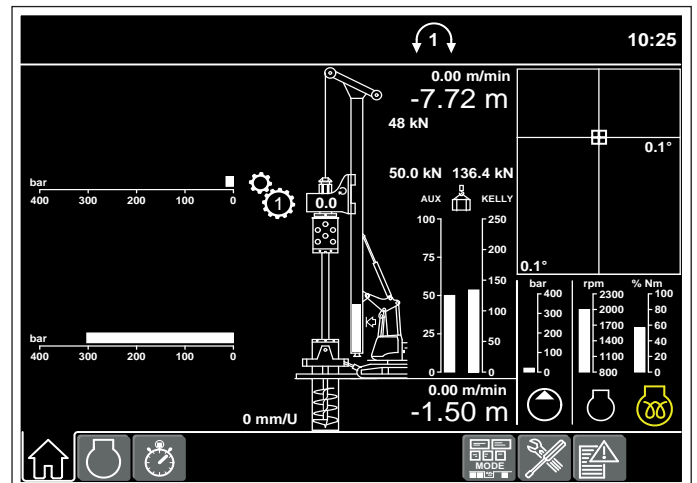 1 10:25
0.00 m/min
-7.72 m
48 kN
0.1°
bar
400 300 200 100 0
1 0.0
50.0 kN 136.4 kN
AUX KELLY
100 250
200
75
150
50
100
25
50
0 0
0.1°
bar rpm % Nm
400 2300 100
300 2000 80
1700 60
200
1400 40
100 1100 20
0 800 0
bar
400 300 200 100 0
0.00 m/min
0 mm/U -1.50 m
MODE